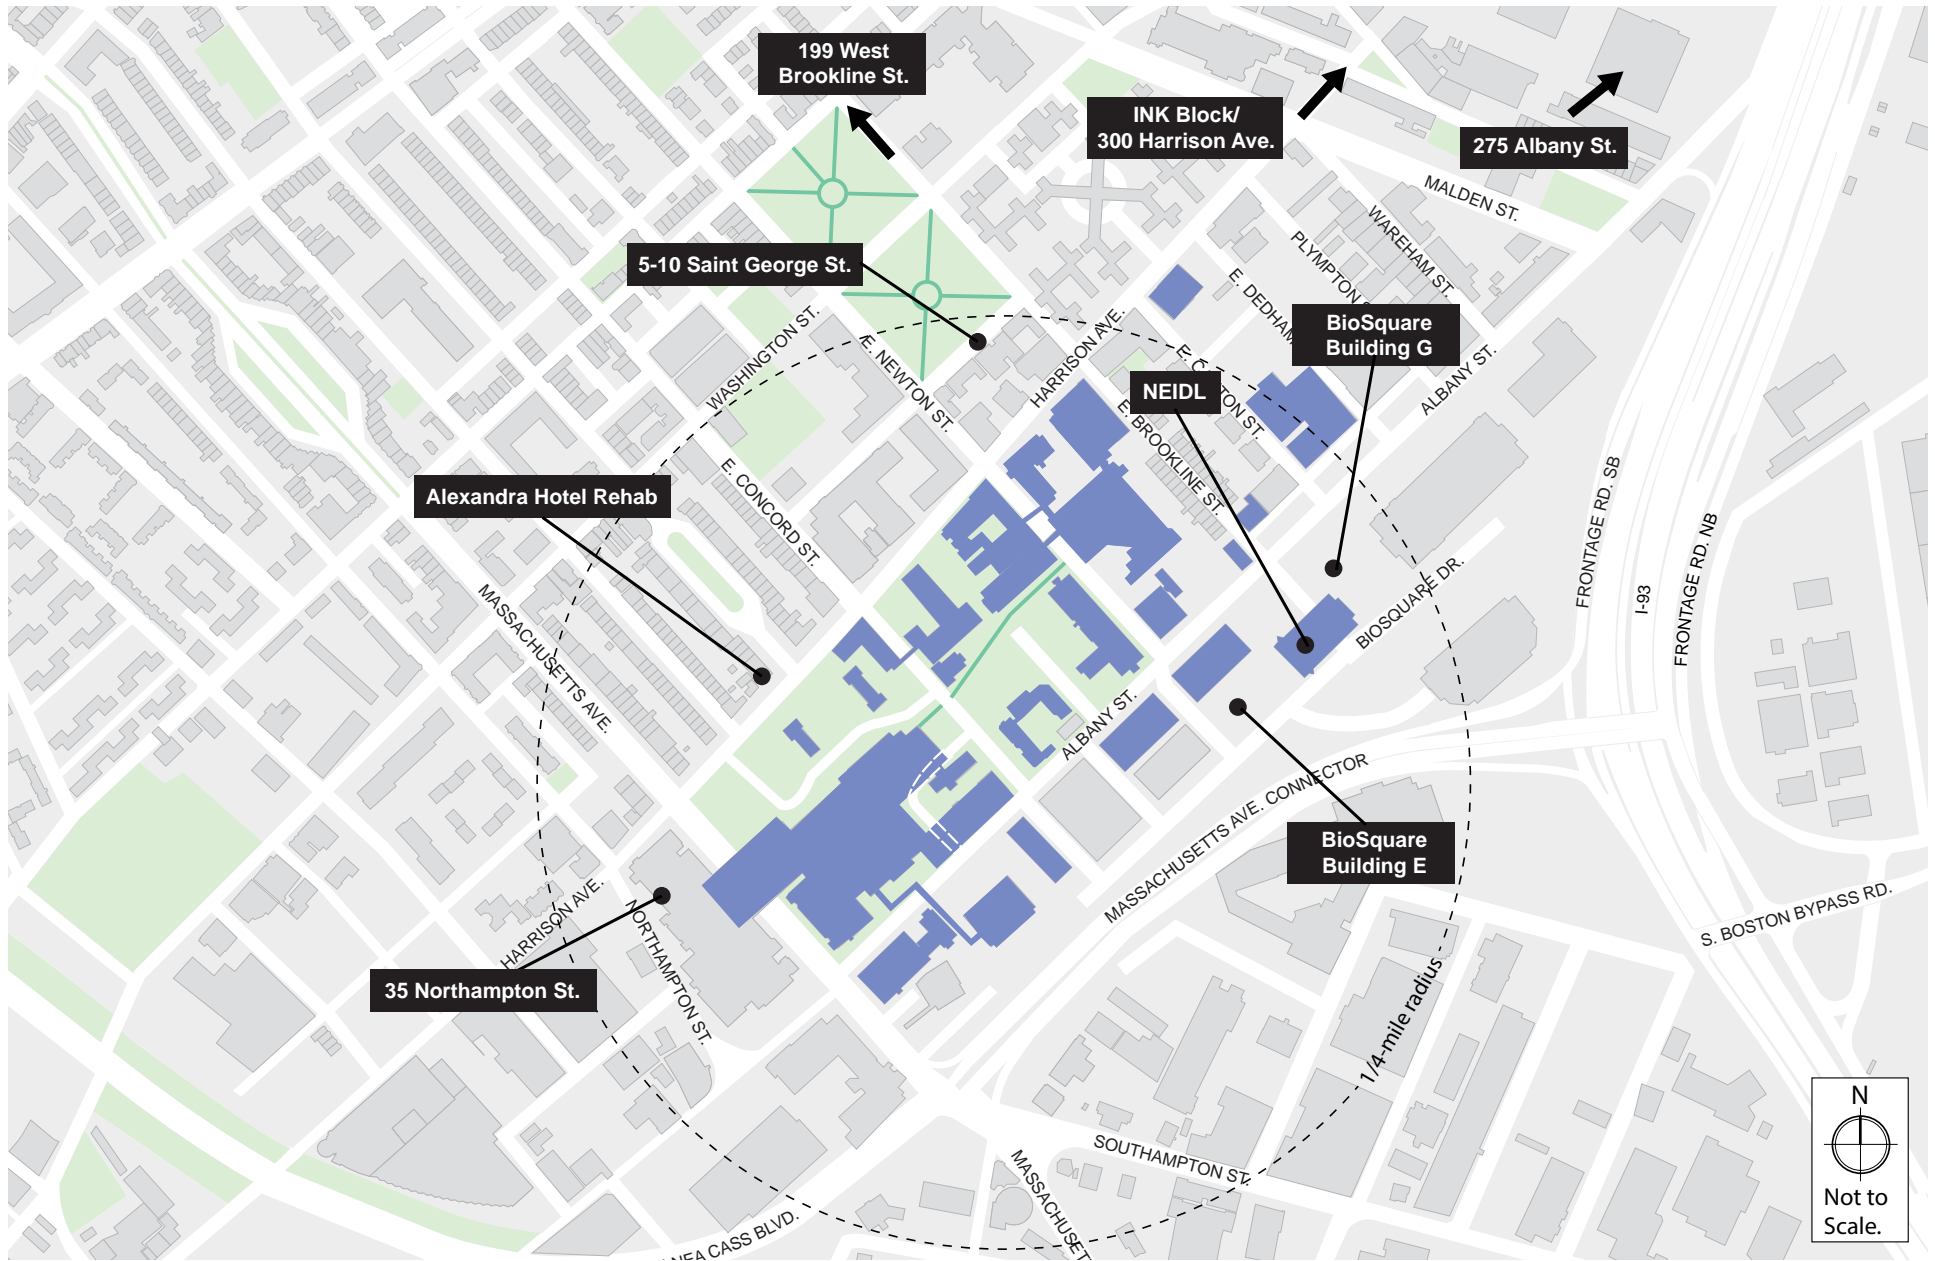 199 West
Brookline St.
INK Block/
300 Harrison Ave.
275 Albany St.
MALDEN ST.
WAREHAM ST.
PLYMPTON S
E. DEDHAM
5-10 Saint George St.
BioSquare
Building G
WASHINGTON ST.
E. NEWTON ST.
HARRISON AVE.
NEIDL
E. C TON ST.
ALBANY ST.
E. BROOKLINE ST.
E. CONCORD ST.
Alexandra Hotel Rehab
FRONTAGE RD. SB
I-93
FRONTAGE RD. NB
BIOSQUARE DR.
MASSACHUSETTS AVE.
ALBANY ST.
MASSACHUSETTS AVE. CONNECTOR
BioSquare
Building E
HARRISON AVE.
NORTHAMPTON ST.
35 Northampton St.
S. BOSTON BYPASS RD.
1/4-mile radius
SOUTHAMPTON ST.
MASSACHUSET
NEA CASS BLVD.
N
Not to
Scale.